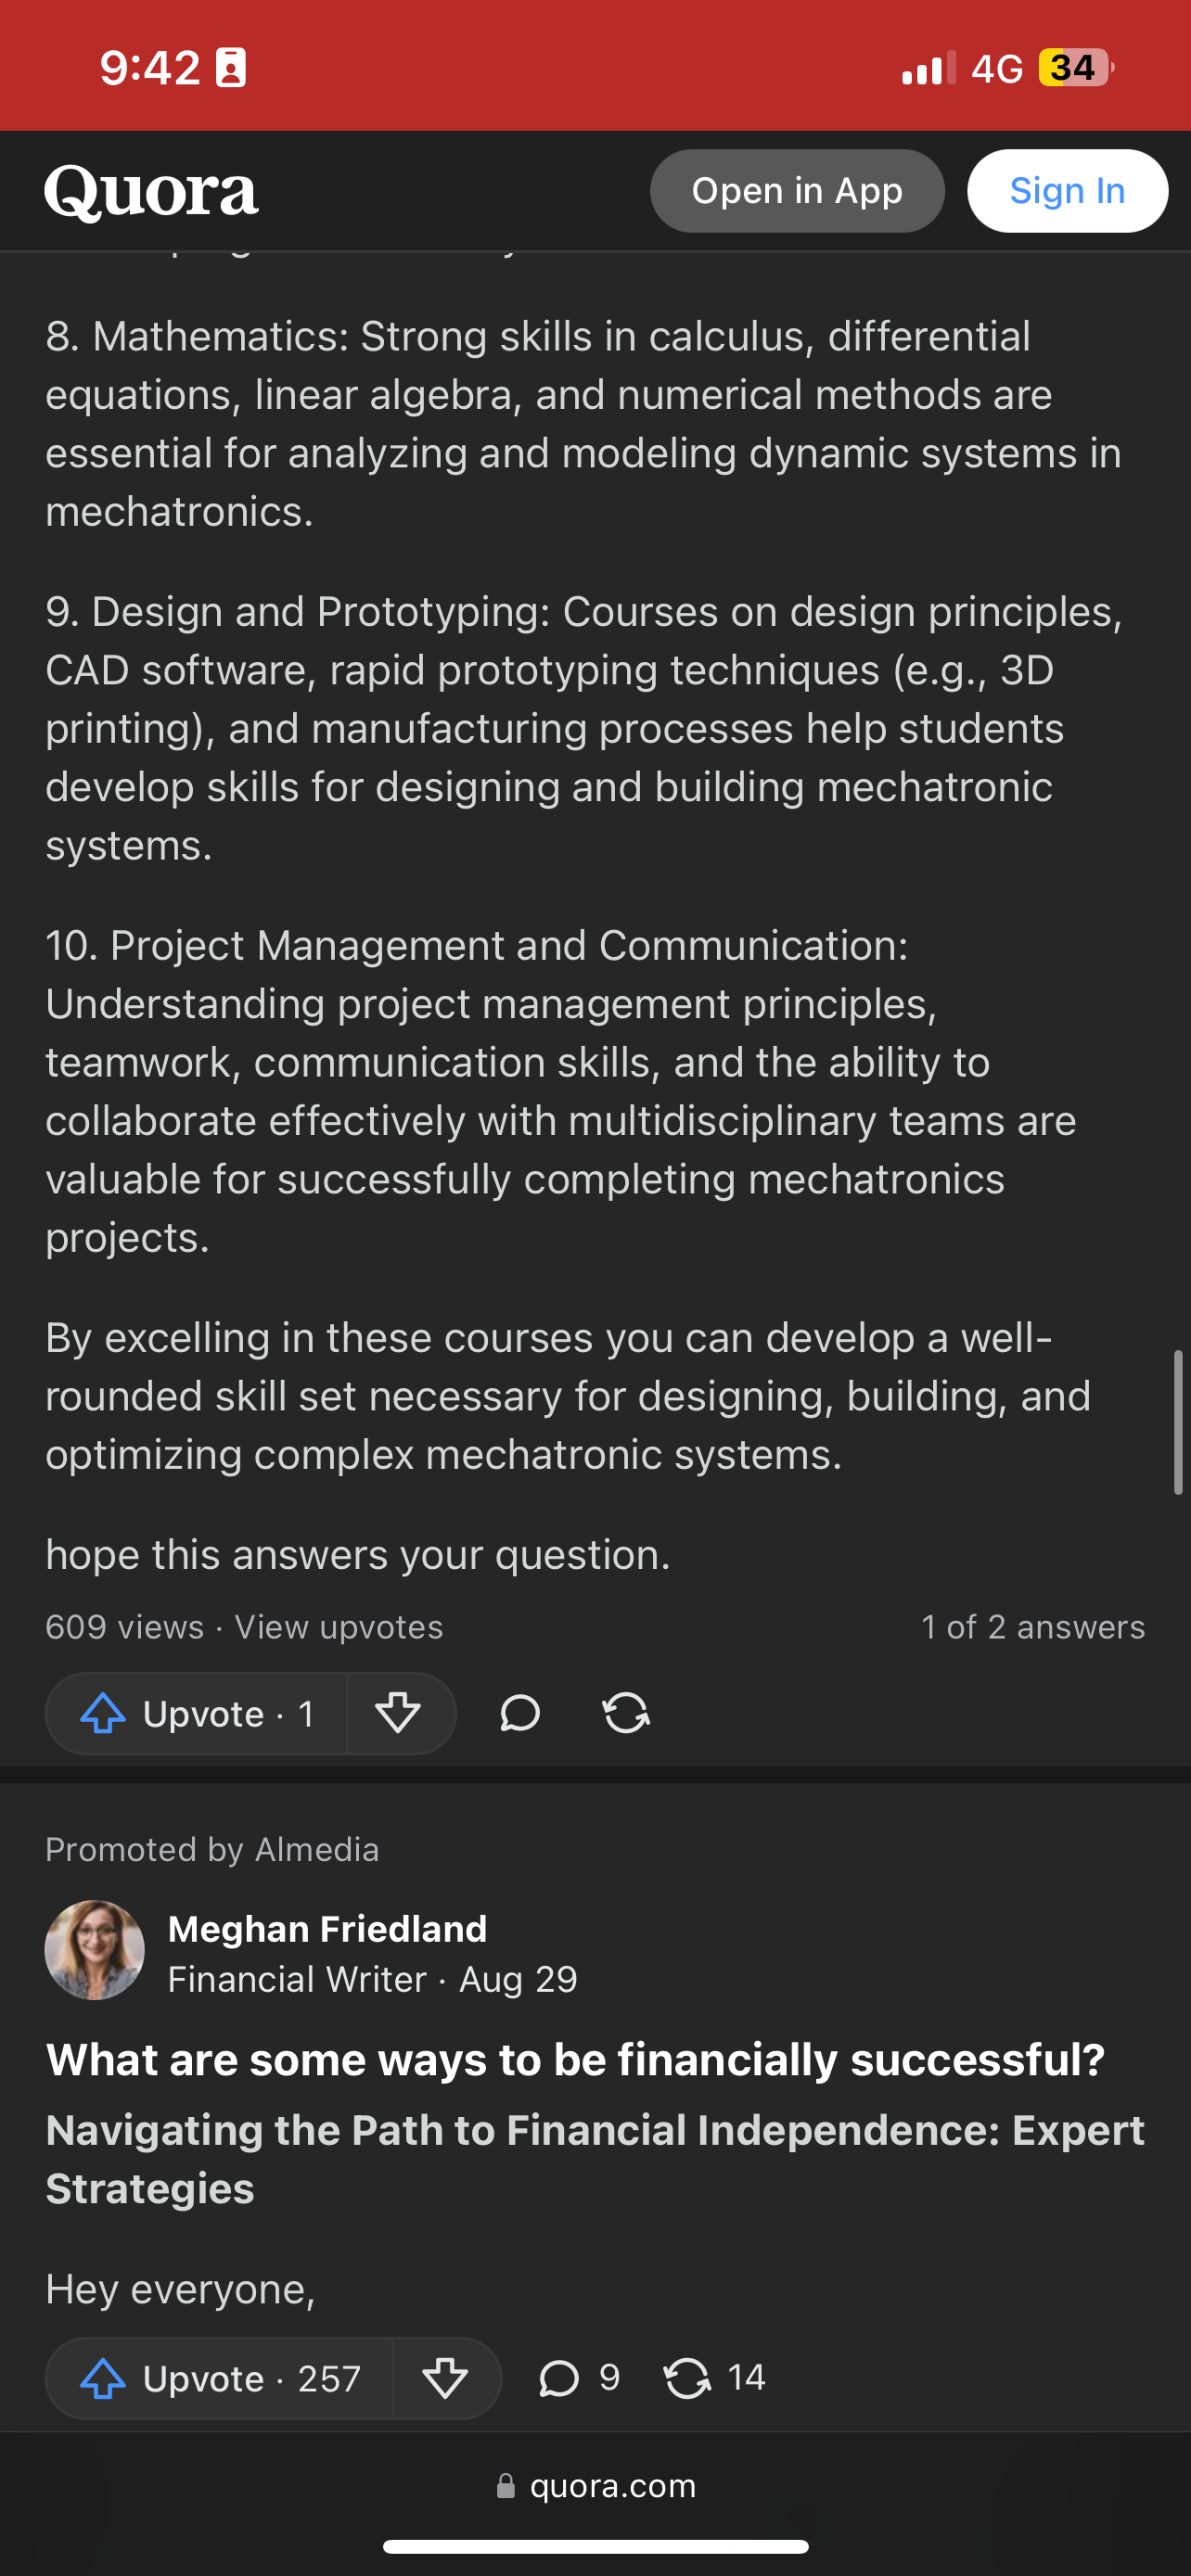 9:42
4G 34
Quora
Open in App
Sign In
8. Mathematics: Strong skills in calculus, differential
equations, linear algebra, and numerical methods are
essential for analyzing and modeling dynamic systems in
mechatronics.
9. Design and Prototyping: Courses on design principles,
CAD software, rapid prototyping techniques (e.g., 3D
printing), and manufacturing processes help students
develop skills for designing and building mechatronic
systems.
10. Project Management and Communication:
Understanding project management principles,
teamwork, communication skills, and the ability to
collaborate effectively with multidisciplinary teams are
valuable for successfully completing mechatronics
projects.
By excelling in these courses you can develop a well-
rounded skill set necessary for designing, building, and
optimizing complex mechatronic systems.
hope this answers your question.
609 views · View upvotes
1 of 2 answers
Upvote · 1
Promoted by Almedia
Meghan Friedland
Financial Writer · Aug 29
What are some ways to be financially successful?
Navigating the Path to Financial Independence: Expert
Strategies
Hey everyone,
Upvote · 257
9
14
quora.com